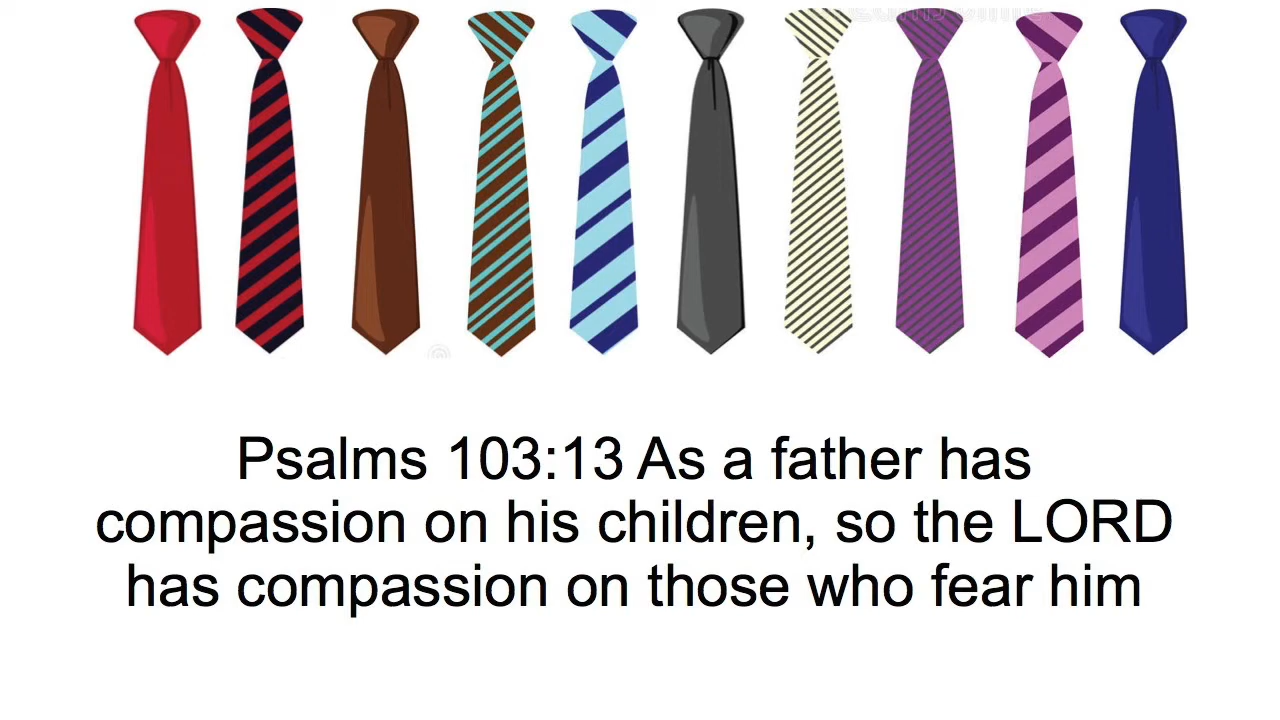 Psalms 103:13 As a father has
compassion on his children, so the LORD
has compassion on those who fear him